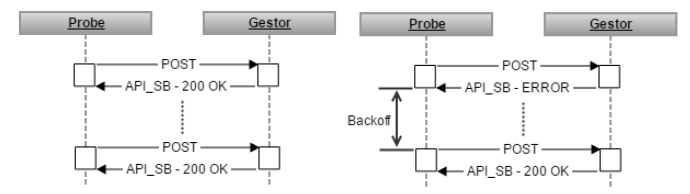 Probe Gestor
POST
API_SB - 200 OK
POST
API_SB - 200 OK
Probe Gestor
POST
API_SB - ERROR
Backoff
POST
API_SB - 200 OK